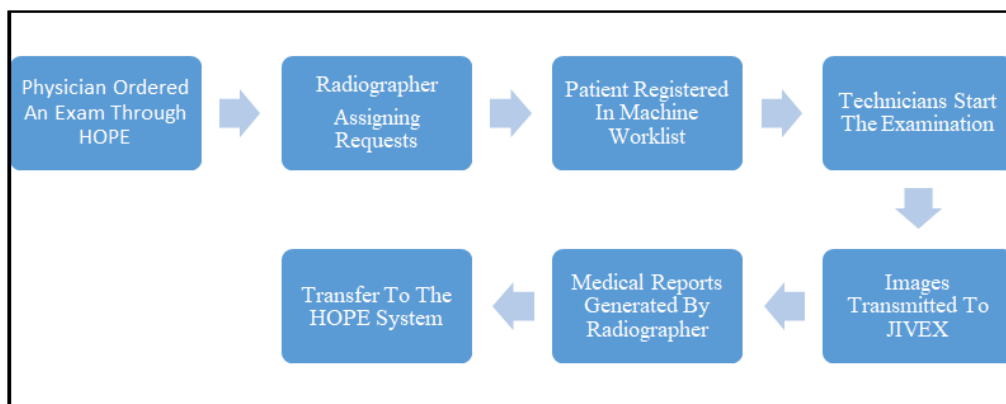 Physician Ordered
An Exam Through
HOPE
Radiographer
Assigning
Requests
Patient Registered
In Machine
Worklist
Technicians Start
The Examination
Images
Transmitted To
JIVEX
Medical Reports
Generated By
Radiographer
Transfer To The
HOPE System